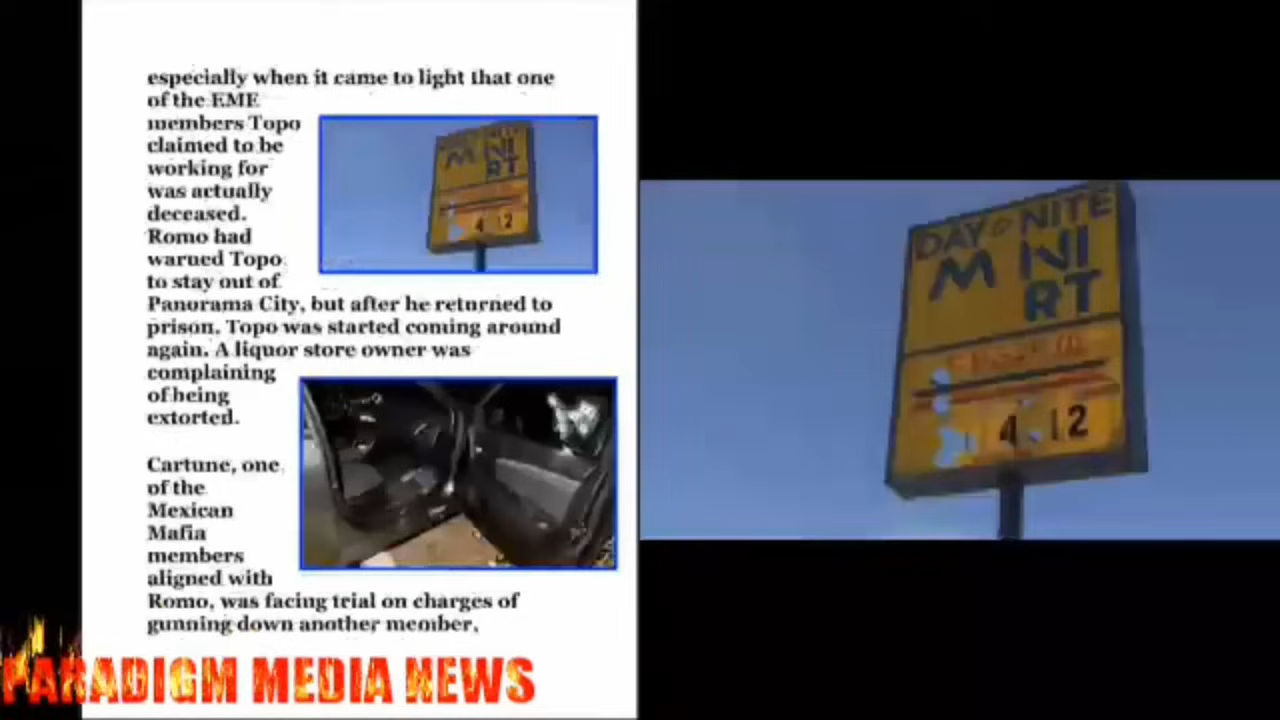 especially when it came to light that one
of the EME
members Topo
claimed to be
working for
was actually
deceased.
Romo had
warned Topo
to stay out of
Panorama City, but after he returned to
prison. Topo was started coming around
again. A liquor store owner was
complaining
of being
extorted.
Cartune, one
of the
Mexican
Mafia
members
aligned with
Romo, was facing trial on charges of
gunning down another member,
PARADIGM MEDIA NEWS
M NI
RT
4 12
DAY NITE
M NI
RT
4 12